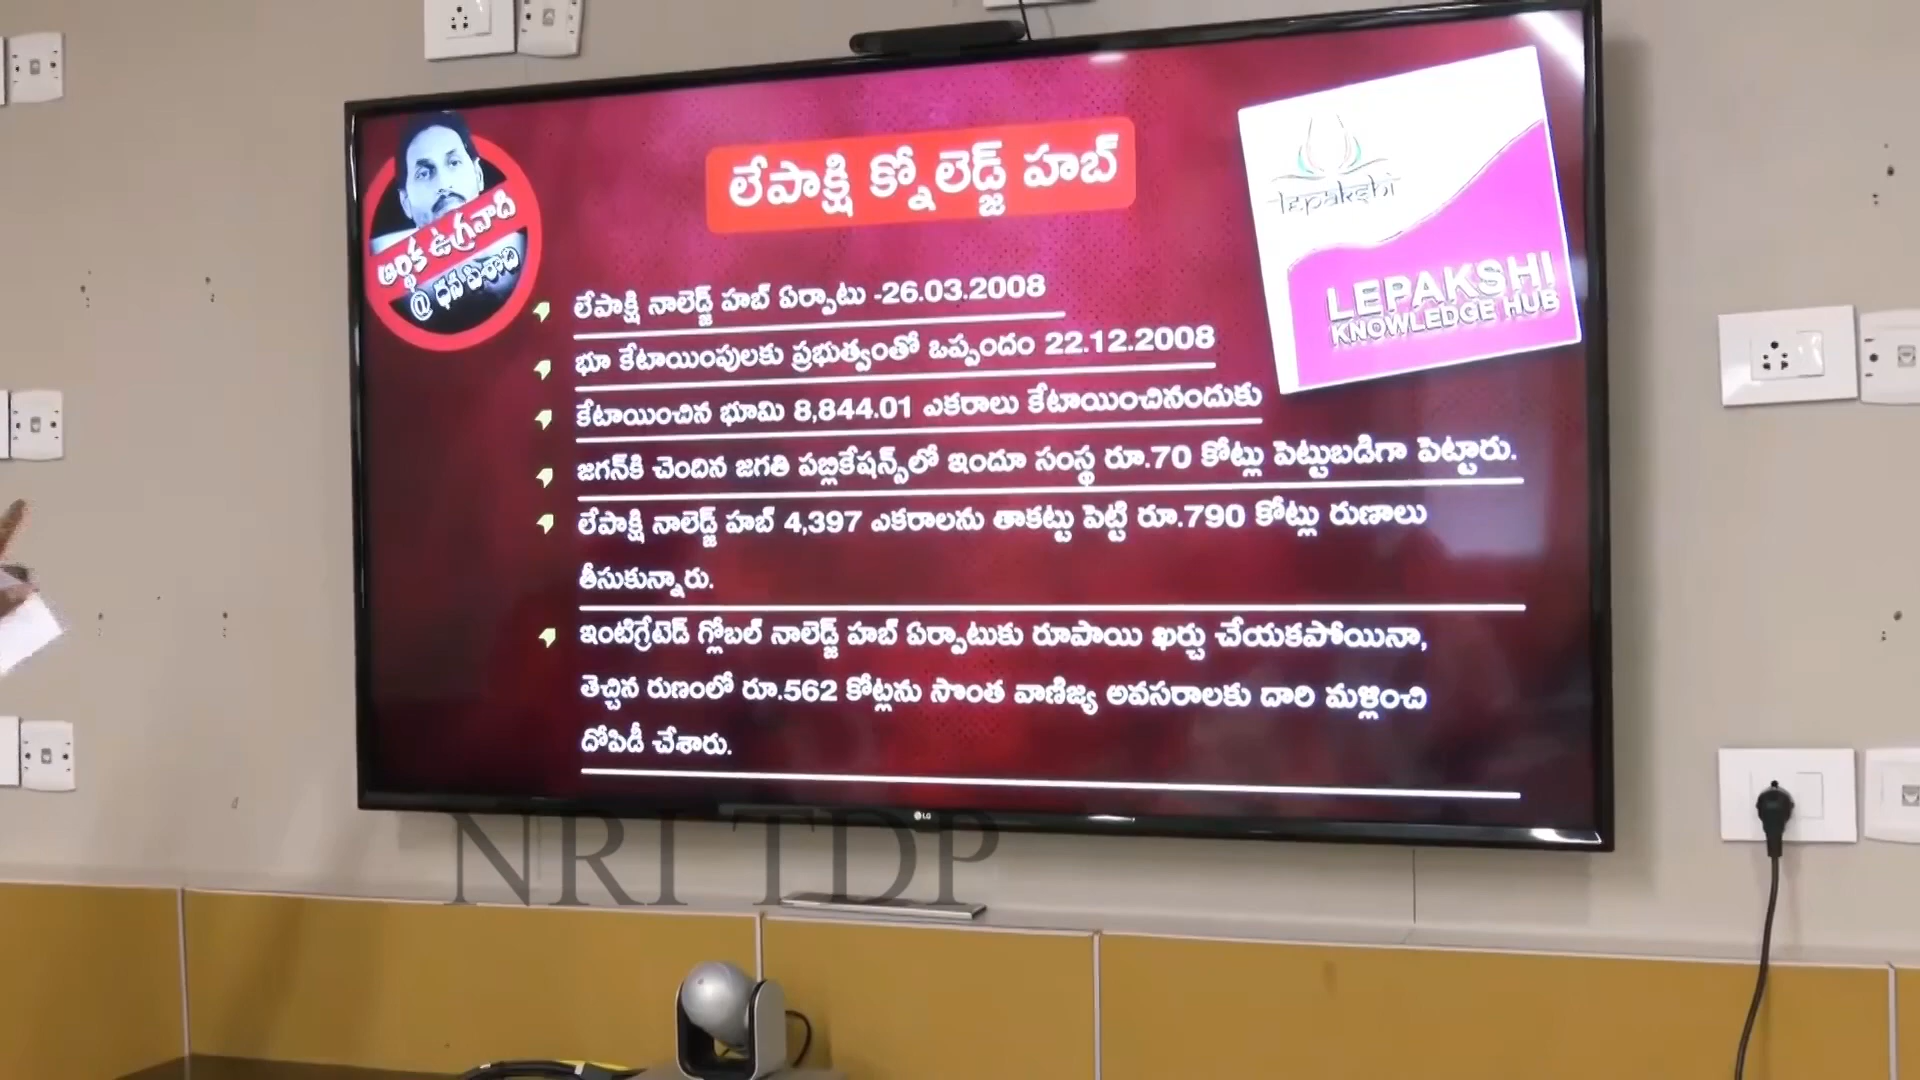 లేపాక్షి క్నోలెడ్జ్ హబ్
ఆర్థిక ఉగ్రవాది
@ ధన పిశాచి
lepakshi
LEPAKSHI
KNOWLEDGE HUB
లేపాక్షి నాలెడ్జ్ హబ్ ఏర్పాటు -26.03.2008
భూ కేటాయింపులకు ప్రభుత్వంతో ఒప్పందం 22.12.2008
కేటాయించిన భూమి 8,844.01 ఎకరాలు కేటాయించినందుకు
జగన్‌కి చెందిన జగతి పబ్లికేషన్స్‌లో ఇందూ సంస్థ రూ.70 కోట్లు పెట్టుబడిగా పెట్టారు.
లేపాక్షి నాలెడ్జ్ హబ్ 4,397 ఎకరాలను తాకట్టు పెట్టి రూ.790 కోట్లు రుణాలు
తీసుకున్నారు.
ఇంటిగ్రేటెడ్ గ్లోబల్ నాలెడ్జ్ హబ్ ఏర్పాటుకు రూపాయి ఖర్చు చేయకపోయినా,
తెచ్చిన రుణంలో రూ.562 కోట్లను సొంత వాణిజ్య అవసరాలకు దారి మళ్లించి
దోపిడీ చేశారు.
LG
NRI TDP